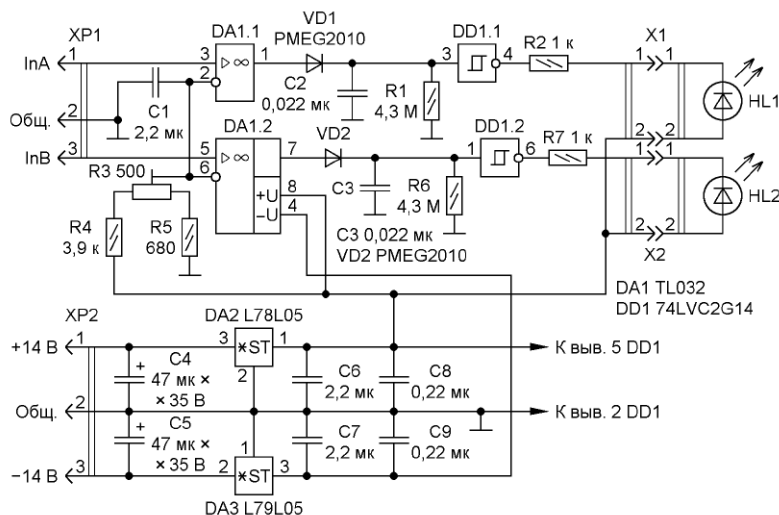 XP1
InA
1
Общ.
2
InB
3
C1
2,2 мк
DA1.1
3
2
▷ ∞
1
VD1
PMEG2010
C2
0,022 мк
R1
4,3 М
DD1.1
3
4
R2 1 к
X1
1
1
2
2
HL1
DA1.2
5
6
▷ ∞
+U
−U
7
8
4
VD2
C3
R6
4,3 М
C3 0,022 мк
VD2 PMEG2010
DD1.2
1
6
R7 1 к
1
1
2
2
X2
HL2
R3 500
R4
3,9 к
R5
680
DA1 TL032
DD1 74LVC2G14
XP2
+14 В
1
Общ.
2
−14 В
3
+
C4
47 мк ×
× 35 В
+
C5
47 мк ×
× 35 В
DA2 L78L05
3
∗ST
1
2
1
2
∗ST
3
DA3 L79L05
C6
2,2 мк
C8
0,22 мк
C7
2,2 мк
C9
0,22 мк
К выв. 5 DD1
К выв. 2 DD1